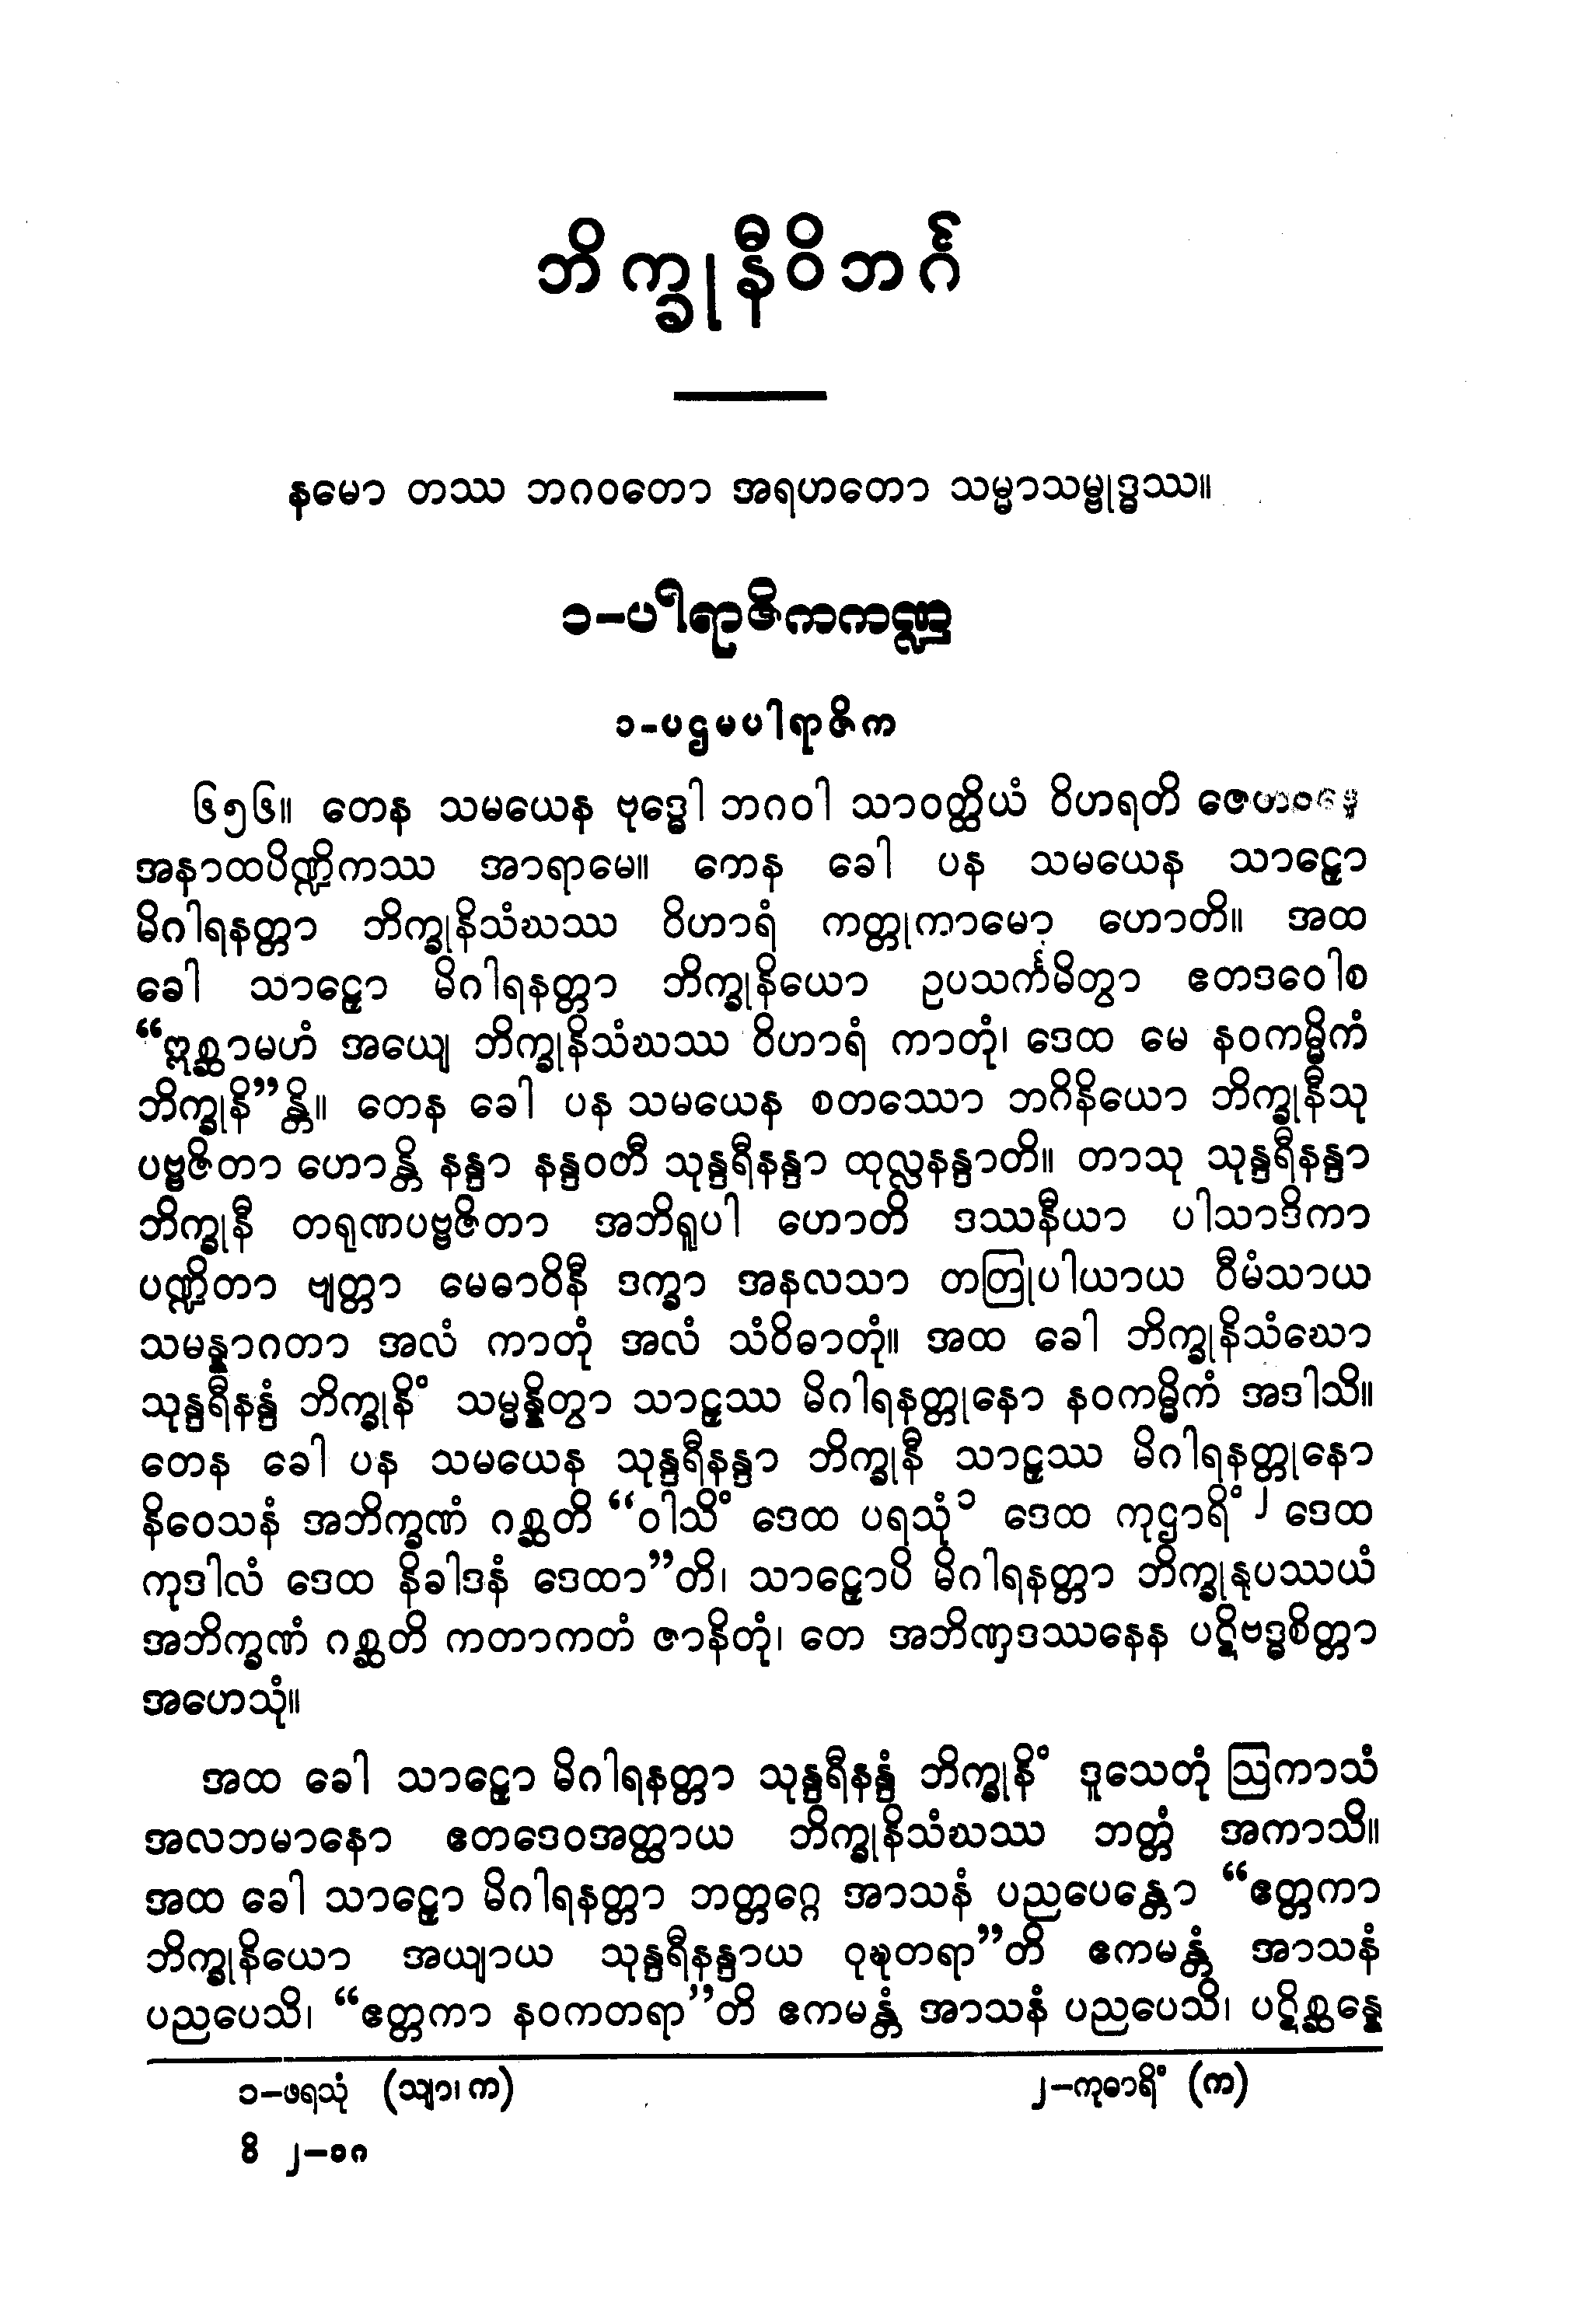 ဘိက္ခုနီဝိဘင်္ဂ
နမော တဿ ဘဂဝတော အရဟတော သမ္မာသမ္ဗုဒ္ဓဿ။
၁-ပါရာဇိကကဏ္ဍ
၁-ပဌမပါရာဇိက
၆၅၆။ တေန သမယေန ဗုဒ္ဓေါ ဘဂဝါ သာဝတ္ထိယံ ဝိဟရတိ
အနာထပိဏ္ဍိကဿ အာရာမေ။ တေန ခေါ ပန သမယေန သာဠှော
မိဂါရနတ္တာ ဘိက္ခုနိသံဃဿ ဝိဟာရံ ကတ္တုကာမော ဟောတိ။ အထ
ခေါ သာဠှော မိဂါရနတ္တာ ဘိက္ခုနိယော ဥပသင်္ကမိတွာ ဧတဒဝေါစ
“ဣစ္ဆာမဟံ အယျေ ဘိက္ခုနိသံဃဿ ဝိဟာရံ ကာတုံ၊ ဒေထ မေ နဝကမ္မိကံ
ဘိက္ခုနိ”န္တိ။ တေန ခေါ ပန သမယေန စတဿော ဘဂိနိယော ဘိက္ခုနီသု
ပဗ္ဗဇိတာ ဟောန္တိ နန္ဒာ နန္ဒဝတီ သုန္ဒရီနန္ဒာ ထုလ္လနန္ဒာတိ။ တာသု သုန္ဒရီနန္ဒာ
ဘိက္ခုနီ တရုဏပဗ္ဗဇိတာ အဘိရူပါ ဟောတိ ဒဿနီယာ ပါသာဒိကာ
ပဏ္ဍိတာ ဗျတ္တာ မေဓာဝိနီ ဒက္ခာ အနလသာ တတြုပါယာယ ဝီမံသာယ
သမန္နာဂတာ အလံ ကာတုံ အလံ သံဝိဓာတုံ။ အထ ခေါ ဘိက္ခုနိသံဃော
သုန္ဒရီနန္ဒံ ဘိက္ခုနိံ သမ္မန္နိတွာ သာဠှဿ မိဂါရနတ္တုနော နဝကမ္မိကံ အဒါသိ။
တေန ခေါ ပန သမယေန သုန္ဒရီနန္ဒာ ဘိက္ခုနီ သာဠှဿ မိဂါရနတ္တုနော
နိဝေသနံ အဘိက္ခဏံ ဂစ္ဆတိ “ဝါသိံ ဒေထ ပရသုံ၁ ဒေထ ကုဌာရိံ၂ ဒေထ
ကုဒါလံ ဒေထ နိခါဒနံ ဒေထာ”တိ၊ သာဠှောပိ မိဂါရနတ္တာ ဘိက္ခုနုပဿယံ
အဘိက္ခဏံ ဂစ္ဆတိ ကတာကတံ ဇာနိတုံ၊ တေ အဘိဏှဒဿနေန ပဋိဗဒ္ဓစိတ္တာ
အဟေသုံ။
အထ ခေါ သာဠှော မိဂါရနတ္တာ သုန္ဒရီနန္ဒံ ဘိက္ခုနိံ ဒူသေတုံ ဩကာသံ
အလဘမာနော ဧတဒေဝအတ္ထာယ ဘိက္ခုနိသံဃဿ ဘတ္တံ အကာသိ။
အထ ခေါ သာဠှော မိဂါရနတ္တာ ဘတ္တဂ္ဂေ အာသနံ ပညပေန္တော “ဧတ္တကာ
ဘိက္ခုနိယော အယျာယ သုန္ဒရီနန္ဒာယ ဝုဍ္ဎတရာ”တိ ဧကမန္တံ အာသနံ
ပညပေသိ၊ “ဧတ္တကာ နဝကတရာ”တိ ဧကမန္တံ အာသနံ ပညပေသိ၊ ပဋိစ္ဆန္နေ
၁-ဖရသုံ (သျာ၊ က) ၂-ကုဓာရိံ (က)
ဝိ ၂-၁၈